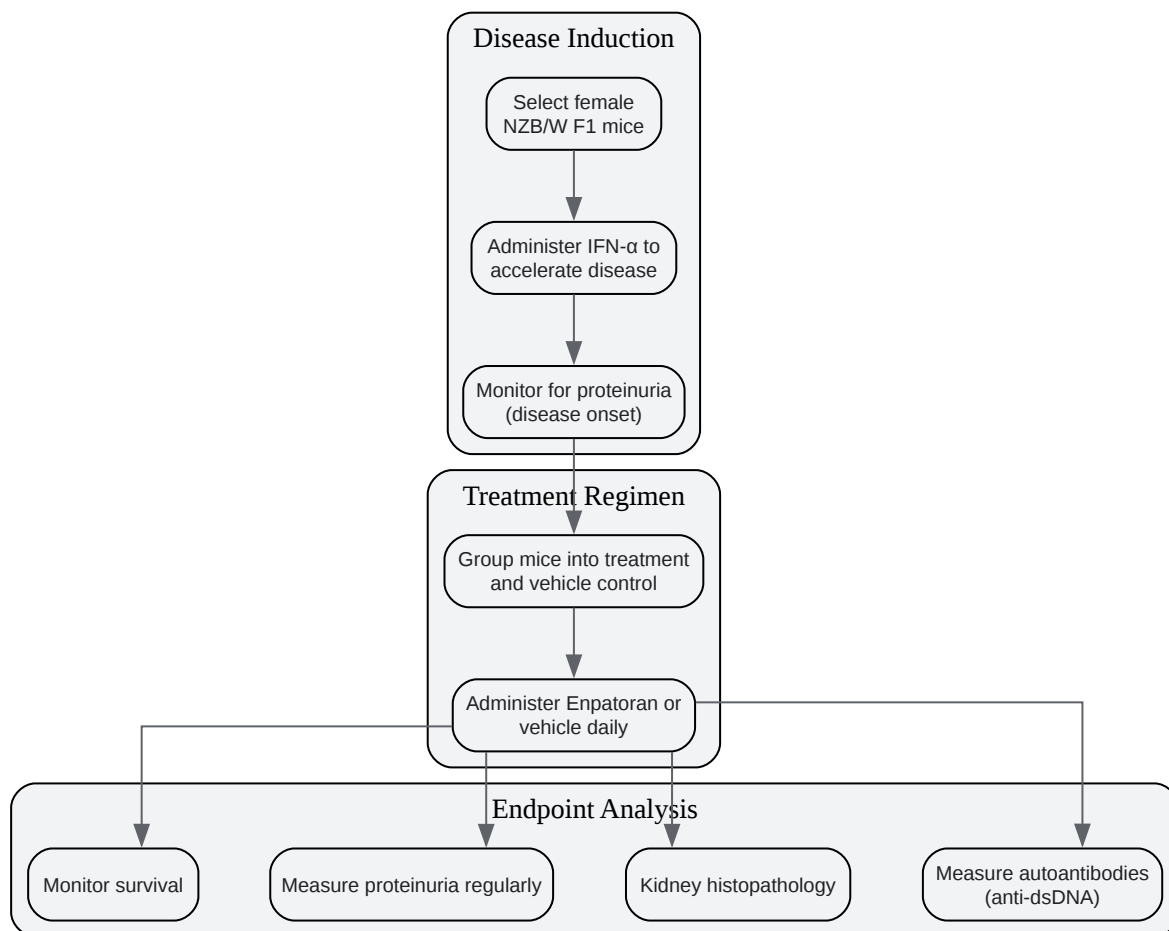 Disease Induction
Select female
NZB/W F1 mice
Administer IFN-α to
accelerate disease
Monitor for proteinuria
(disease onset)
Treatment Regimen
Group mice into treatment
and vehicle control
Administer Enpatoran or
vehicle daily
Endpoint Analysis
Monitor survival
Measure proteinuria regularly
Kidney histopathology
Measure autoantibodies
(anti-dsDNA)